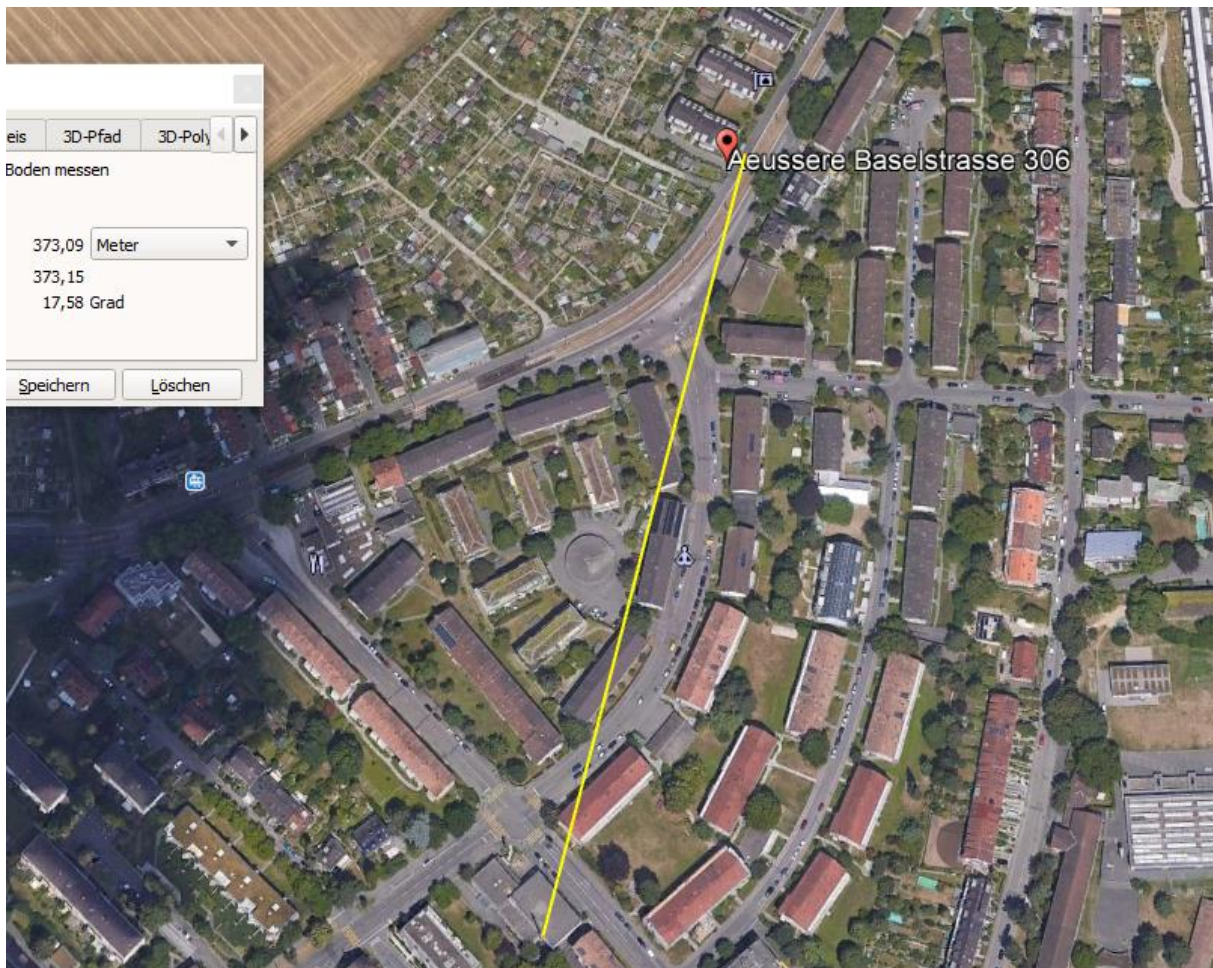 eis 3D-Pfad 3D-Poly
Boden messen
373,09 Meter
373,15
17,58 Grad
Speichern Löschen
Aeussere Baselstrasse 306